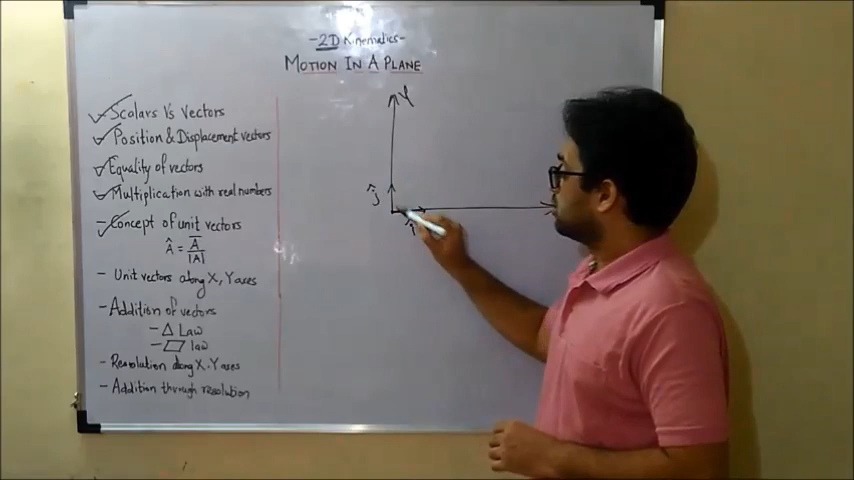 -2D Kinematics-
MOTION IN A PLANE
Scalars Vs Vectors
Position & Displacement vectors
Equality of vectors
Multiplication with real numbers
- Concept of unit vectors
Â = A̅ / |A̅|
- Unit vectors along X, Y axes
- Addition of vectors
- △ Law
- ▱ law
- Resolution along X, Y axes
- Addition through resolution
Y
ĵ
î